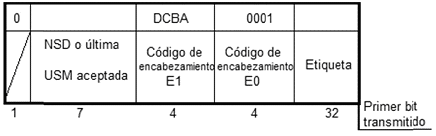 0 DCBA 0001
NSD o última
USM aceptada
Código de
encabezamiento
E1
Código de
encabezamiento
E0
Etiqueta
1 7 4 4 32
Primer bit
transmitido